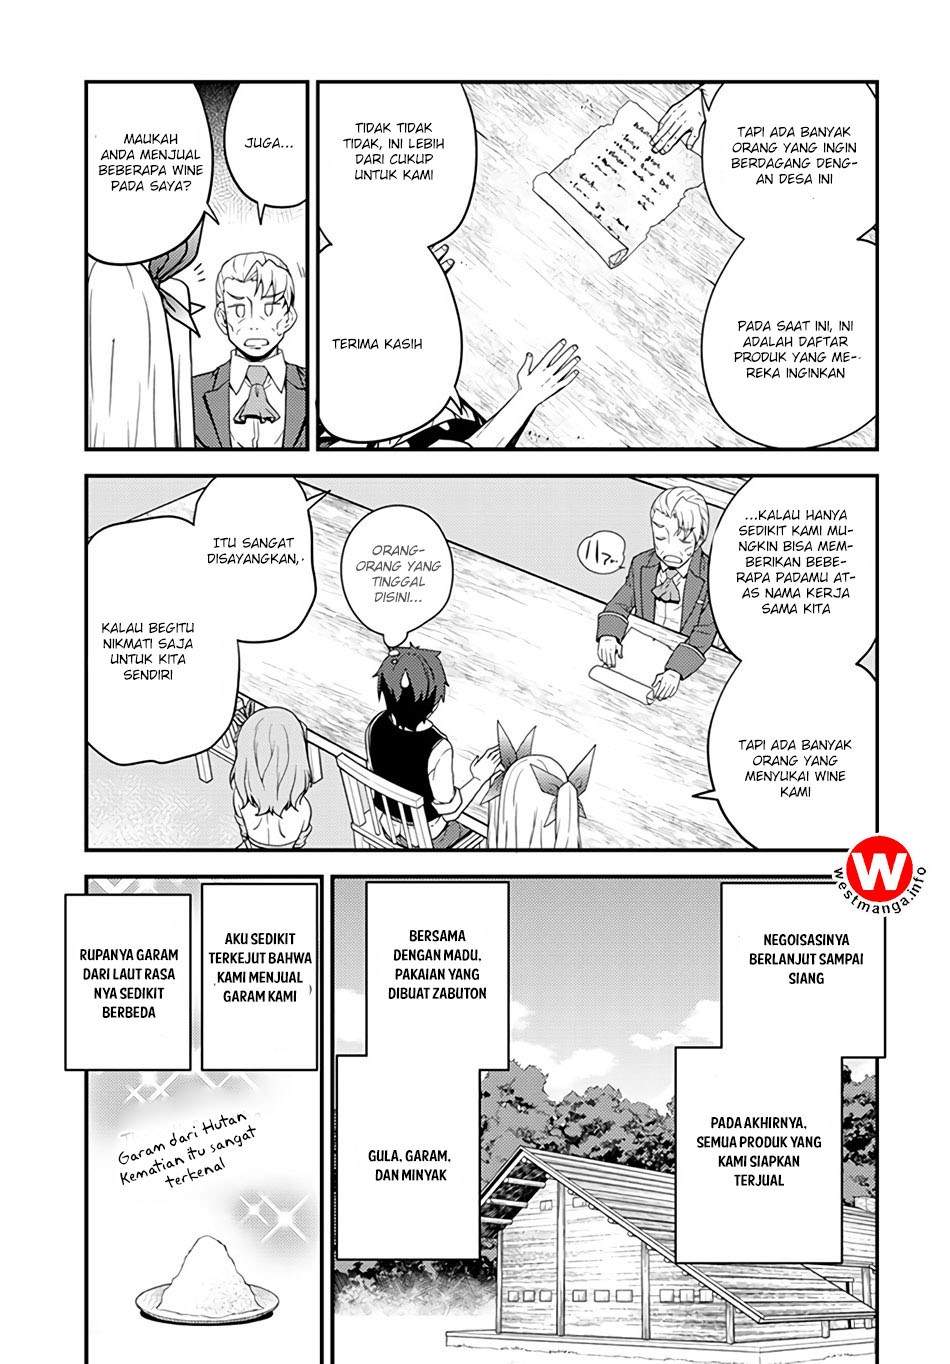 TAPI ADA BANYAK
ORANG YANG INGIN
BERDAGANG DENG-
AN DESA INI
PADA SAAT INI, INI
ADALAH DAFTAR
PRODUK YANG ME-
REKA INGINKAN
TIDAK TIDAK
TIDAK, INI LEBIH
DARI CUKUP
UNTUK KAMI
TERIMA KASIH
JUGA...
MAUKAH
ANDA MENJUAL
BEBERAPA WINE
PADA SAYA?
...KALAU HANYA
SEDIKIT KAMI MU-
NGKIN BISA MEM-
BERIKAN BEBE-
RAPA PADAMU AT-
AS NAMA KERJA
SAMA KITA
TAPI ADA BANYAK
ORANG YANG
MENYUKAI WINE
KAMI
ORANG-
ORANG YANG
TINGGAL
DISINI...
ITU SANGAT
DISAYANGKAN,
KALAU BEGITU
NIKMATI SAJA
UNTUK KITA
SENDIRI
W
westmanga.info
NEGOISASINYA
BERLANJUT SAMPAI
SIANG
PADA AKHIRNYA,
SEMUA PRODUK YANG
KAMI SIAPKAN
TERJUAL
BERSAMA
DENGAN MADU,
PAKAIAN YANG
DIBUAT ZABUTON
GULA, GARAM,
DAN MINYAK
AKU SEDIKIT
TERKEJUT BAHWA
KAMI MENJUAL
GARAM KAMI
RUPANYA GARAM
DARI LAUT RASA
NYA SEDIKIT
BERBEDA
Garam dari Hutan
Kematian itu sangat
terkenal